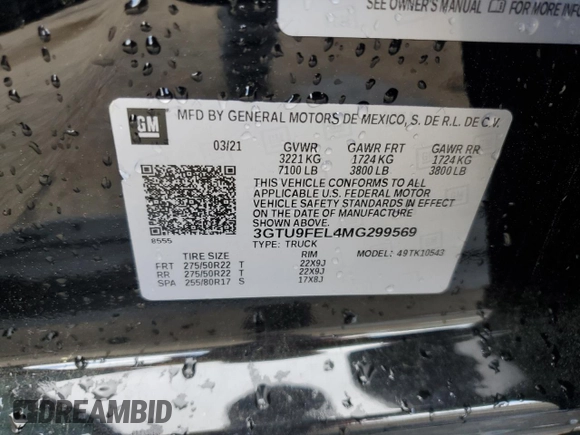 SEE OWNER'S MANUAL FOR MORE INFO
GM
MFD BY GENERAL MOTORS DE MEXICO, S. DE R.L. DE C.V.
03/21 GVWR GAWR FRT GAWR RR
3221 KG 1724 KG 1724 KG
7100 LB 3800 LB 3800 LB
THIS VEHICLE CONFORMS TO ALL
APPLICABLE U.S. FEDERAL MOTOR
VEHICLE SAFETY STANDARDS IN EFFECT
ON THE DATE OF MANUFACTURE
SHOWN ABOVE.
3GTU9FEL4MG299569
8555
TYPE: TRUCK MODEL: 49TK10543
TIRE SIZE RIM
FRT 275/50R22 T 22X9J
RR 275/50R22 T 22X9J
SPA 255/80R17 S 17X8J
DREAMBID